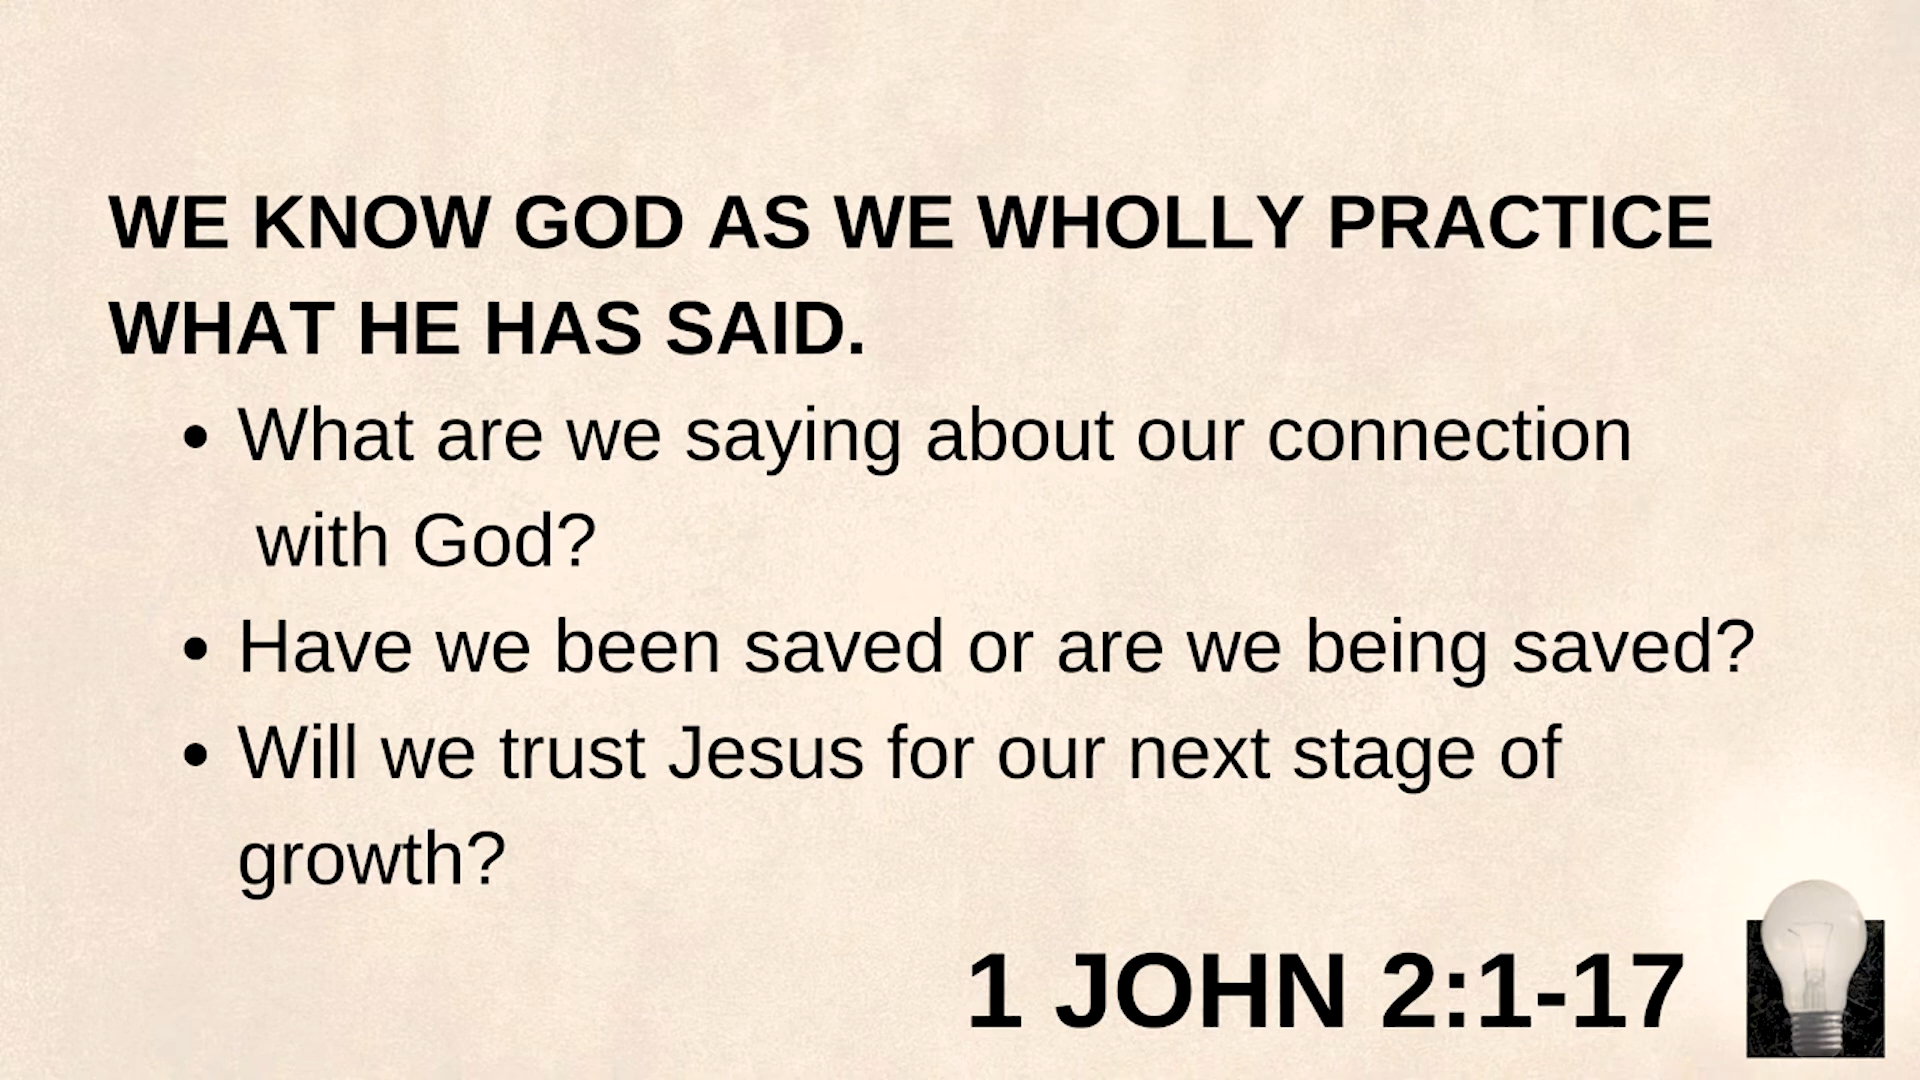 WE KNOW GOD AS WE WHOLLY PRACTICE
WHAT HE HAS SAID.
• What are we saying about our connection
with God?
• Have we been saved or are we being saved?
• Will we trust Jesus for our next stage of
growth?
1 JOHN 2:1-17